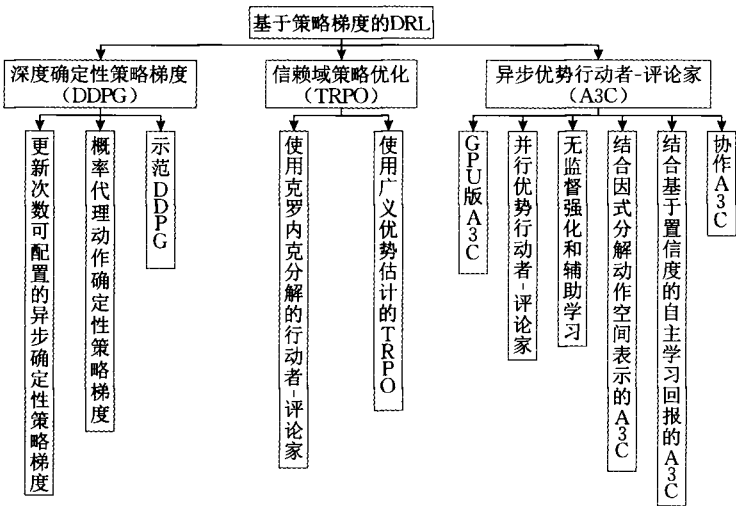 基于策略梯度的DRL
深度确定性策略梯度
（DDPG）
信赖域策略优化
（TRPO）
异步优势行动者-评论家
（A3C）
更新次数可配置的异步确定性策略梯度
概率代理动作确定性策略梯度
示范DDPG
使用克罗内克分解的行动者-评论家
使用广义优势估计的TRPO
GPU版A3C
并行优势行动者-评论家
无监督强化和辅助学习
结合因式分解动作空间表示的A3C
结合基于置信度的自主学习回报的A3C
协作A3C